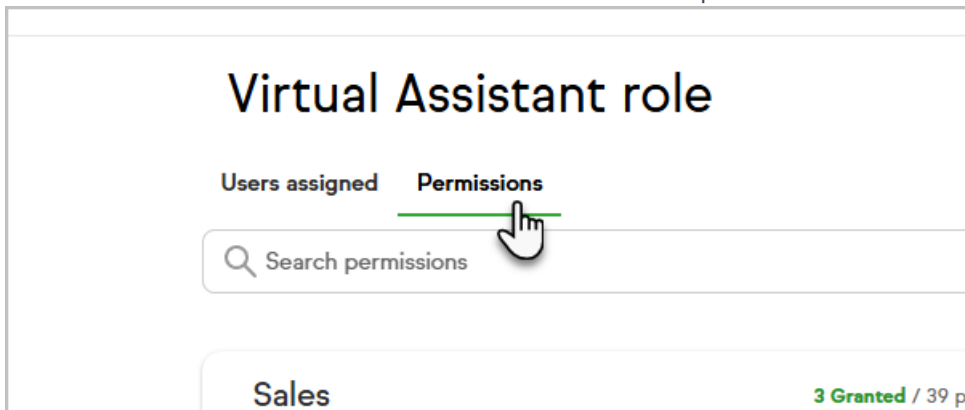 Virtual Assistant role
Users assigned Permissions
Search permissions
Sales 3 Granted / 39 p